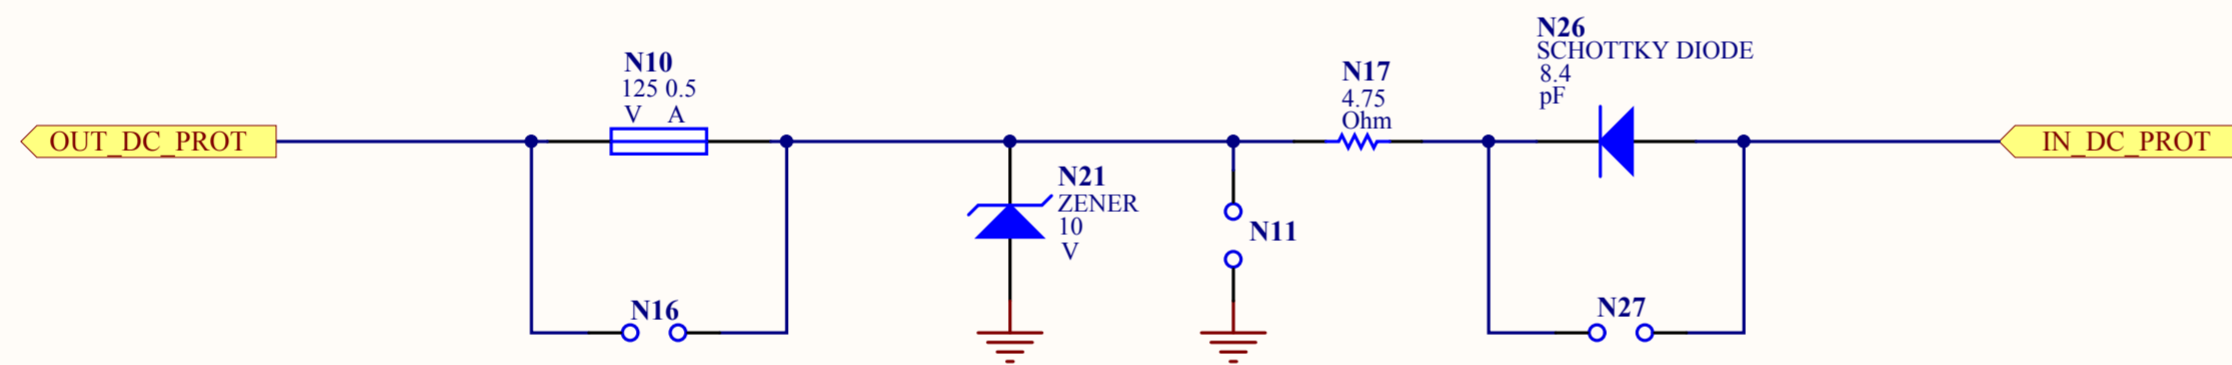 OUT_DC_PROT
N10
125 0.5
V A
N16
N21
ZENER
10
V
N11
N17
4.75
Ohm
N26
SCHOTTKY DIODE
8.4
pF
N27
IN_DC_PROT